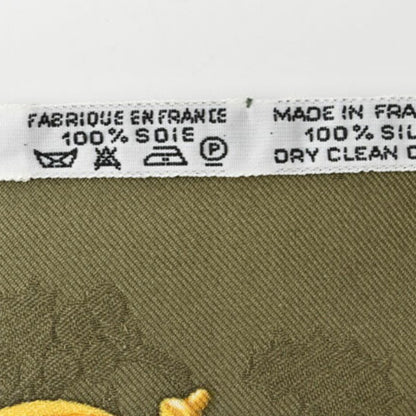 FABRIQUE EN FRANCE
100% SOIE
P
MADE IN FRA
100% SIL
DRY CLEAN